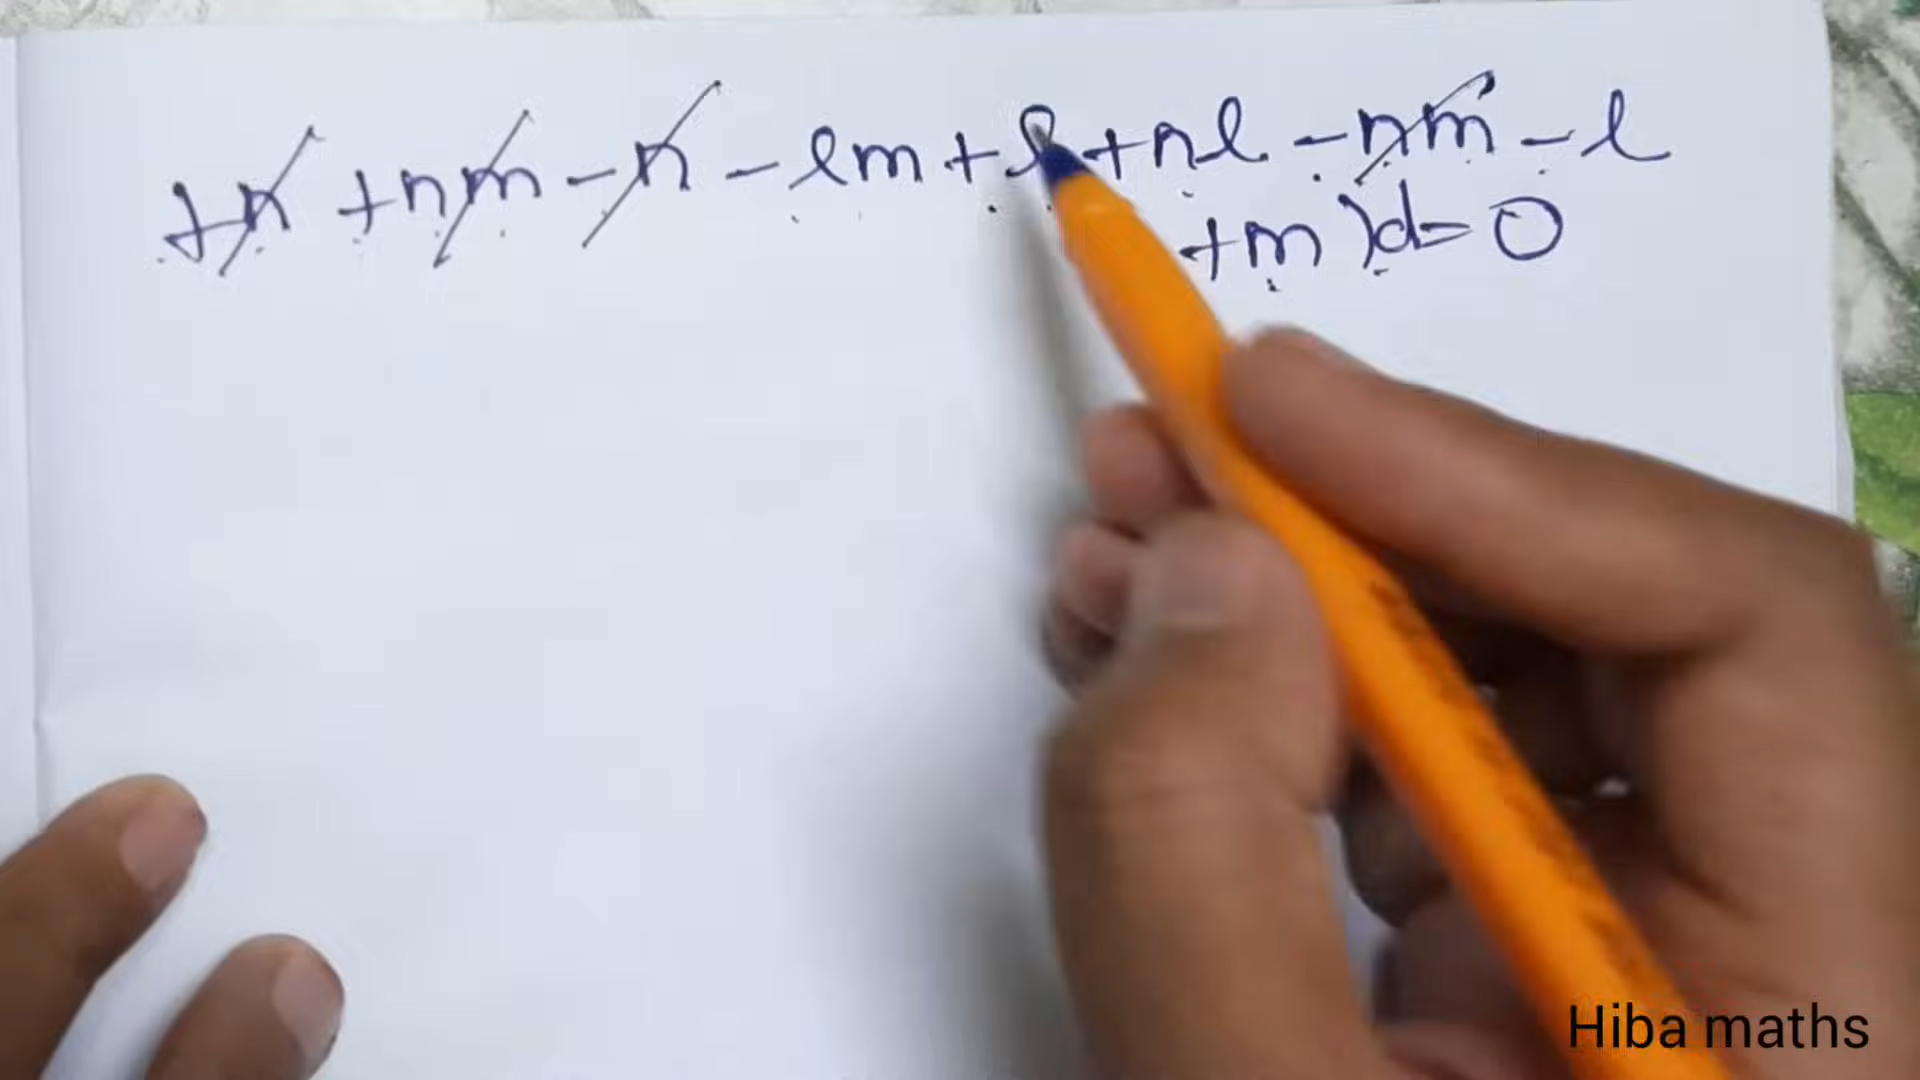 +n +nm -n -lm +l +nl -nm -l
+m)d=0
Hiba maths